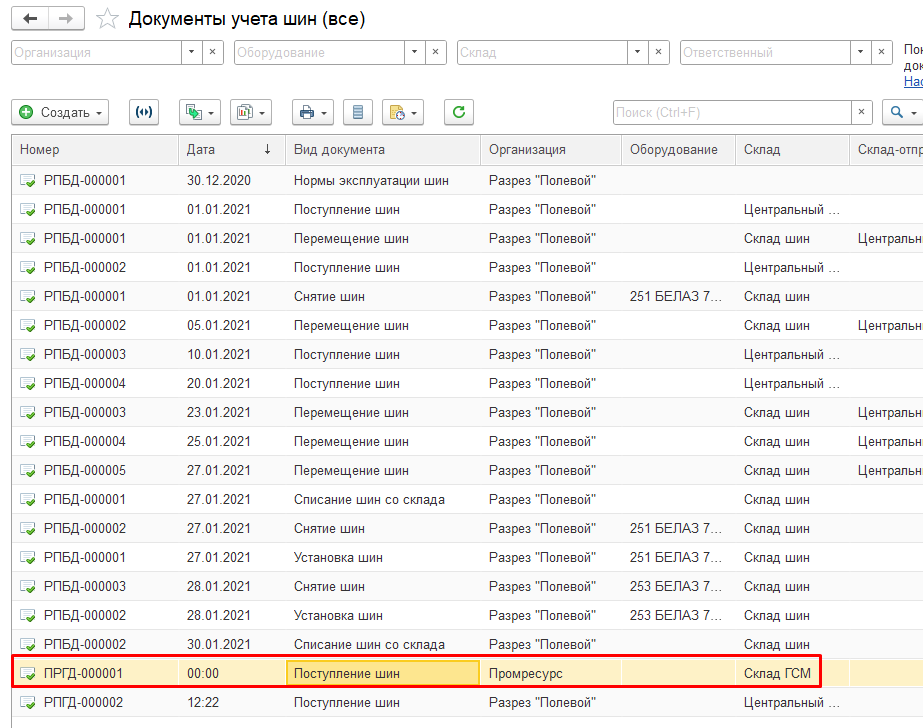 Документы учета шин (все)
Организация Оборудование Склад Ответственный
Создать Поиск (Ctrl+F)
Номер Дата ↓ Вид документа Организация Оборудование Склад Склад-отпр
РПБД-000001 30.12.2020 Нормы эксплуатации шин Разрез "Полевой"
РПБД-000001 01.01.2021 Поступление шин Разрез "Полевой" Центральный ...
РПБД-000001 01.01.2021 Перемещение шин Разрез "Полевой" Склад шин Центральн
РПБД-000002 01.01.2021 Поступление шин Разрез "Полевой" Центральный ...
РПБД-000001 01.01.2021 Снятие шин Разрез "Полевой" 251 БЕЛАЗ 7... Склад шин
РПБД-000002 05.01.2021 Перемещение шин Разрез "Полевой" Склад шин Центральн
РПБД-000003 10.01.2021 Поступление шин Разрез "Полевой" Центральный ...
РПБД-000004 20.01.2021 Поступление шин Разрез "Полевой" Центральный ...
РПБД-000003 23.01.2021 Перемещение шин Разрез "Полевой" Склад шин Центральн
РПБД-000004 25.01.2021 Перемещение шин Разрез "Полевой" Склад шин Центральн
РПБД-000005 27.01.2021 Перемещение шин Разрез "Полевой" Склад шин Центральн
РПБД-000001 27.01.2021 Списание шин со склада Разрез "Полевой" Склад шин
РПБД-000002 27.01.2021 Снятие шин Разрез "Полевой" 251 БЕЛАЗ 7... Склад шин
РПБД-000001 27.01.2021 Установка шин Разрез "Полевой" 251 БЕЛАЗ 7... Склад шин
РПБД-000003 28.01.2021 Снятие шин Разрез "Полевой" 253 БЕЛАЗ 7... Склад шин
РПБД-000002 28.01.2021 Установка шин Разрез "Полевой" 253 БЕЛАЗ 7... Склад шин
РПБД-000002 30.01.2021 Списание шин со склада Разрез "Полевой" Склад шин
ПРГД-000001 00:00 Поступление шин Промресурс Склад ГСМ
РПГД-000002 12:22 Поступление шин Разрез "Полевой" Центральный ...